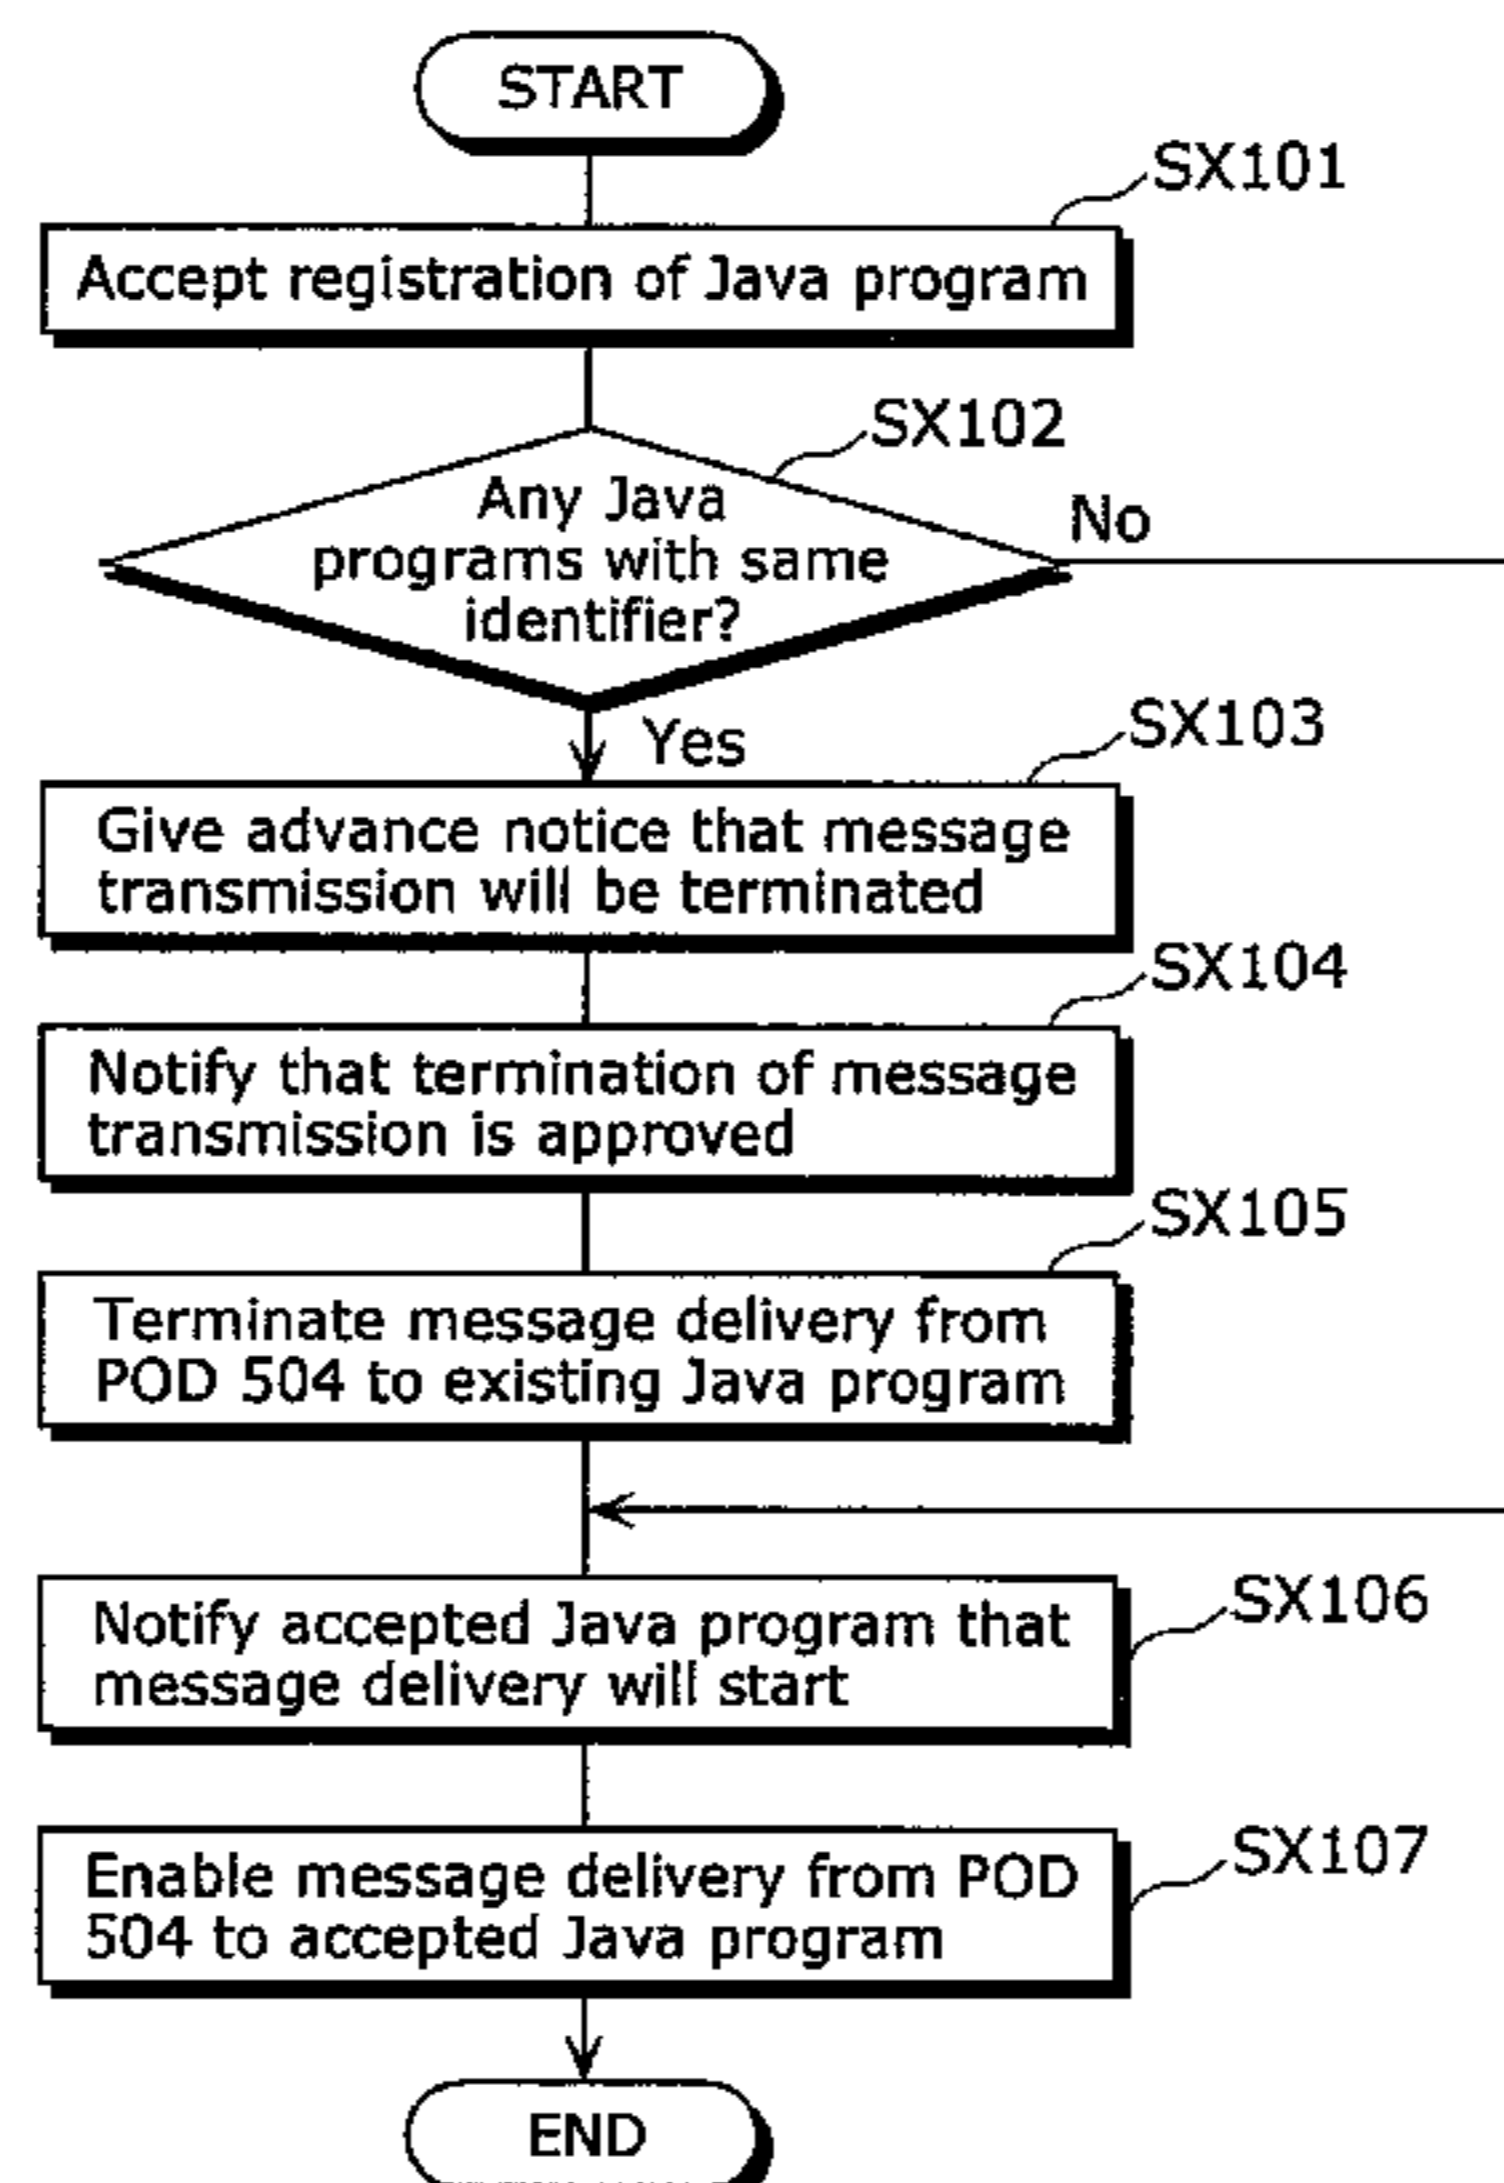 START
SX101
Accept registration of Java program
SX102
Any Java
programs with same
identifier?
No
Yes
SX103
Give advance notice that message
transmission will be terminated
SX104
Notify that termination of message
transmission is approved
SX105
Terminate message delivery from
POD 504 to existing Java program
SX106
Notify accepted Java program that
message delivery will start
SX107
Enable message delivery from POD
504 to accepted Java program
END